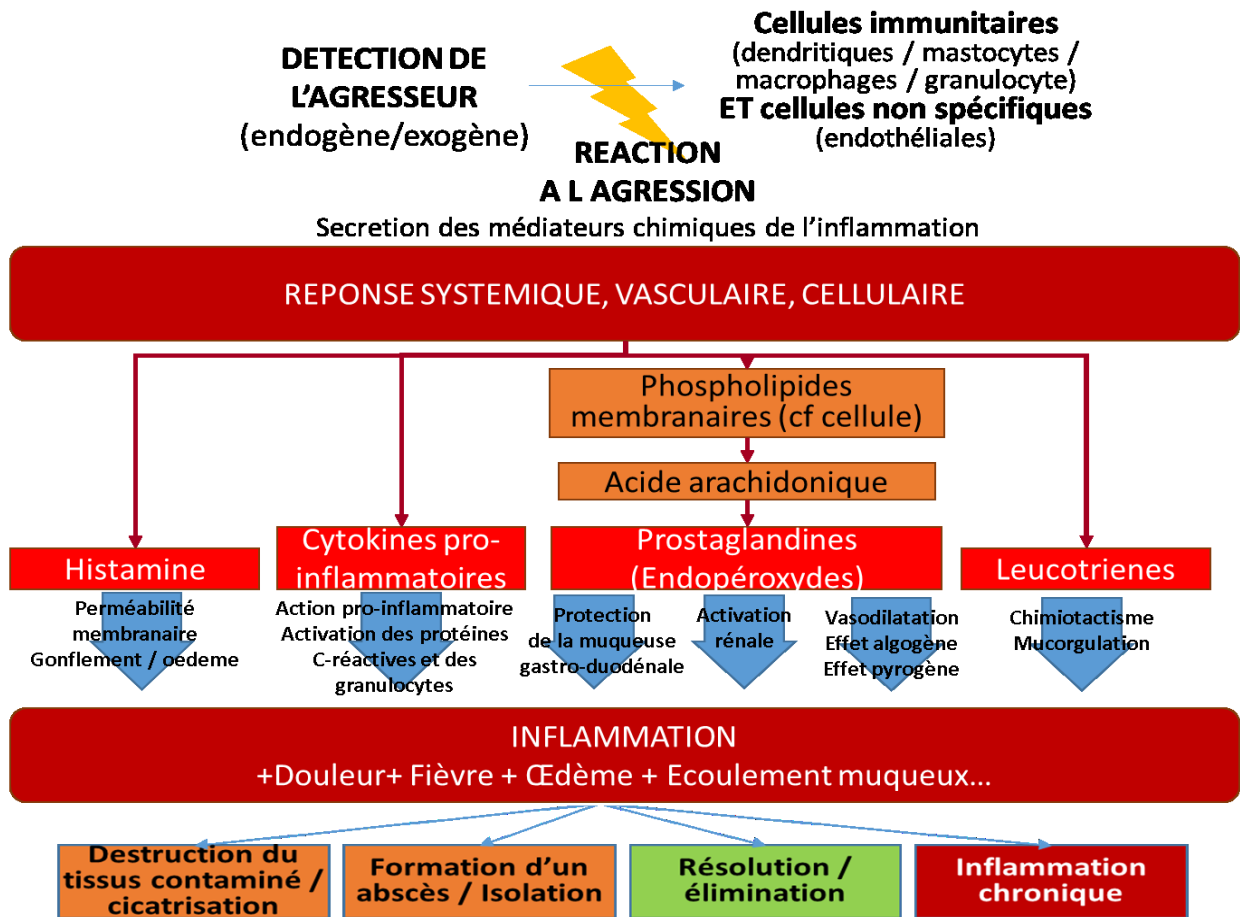 DETECTION DE
L'AGRESSEUR
(endogène/exogène)
Cellules immunitaires
(dendritiques / mastocytes /
macrophages / granulocyte)
ET cellules non spécifiques
(endothéliales)
REACTION
A L AGRESSION
Secretion des médiateurs chimiques de l'inflammation
REPONSE SYSTEMIQUE, VASCULAIRE, CELLULAIRE
Phospholipides
membranaires (cf cellule)
Acide arachidonique
Histamine
Cytokines pro-
inflammatoires
Prostaglandines
(Endopéroxydes)
Leucotrienes
Perméabilité
membranaire
Gonflement / oedeme
Action pro-inflammatoire
Activation des protéines
C-réactives et des
granulocytes
Protection
de la muqueuse
gastro-duodénale
Activation
rénale
Vasodilatation
Effet algogène
Effet pyrogène
Chimiotactisme
Mucorgulation
INFLAMMATION
+Douleur+ Fièvre + Œdème + Ecoulement muqueux...
Destruction du
tissus contaminé /
cicatrisation
Formation d'un
abscès / Isolation
Résolution /
élimination
Inflammation
chronique